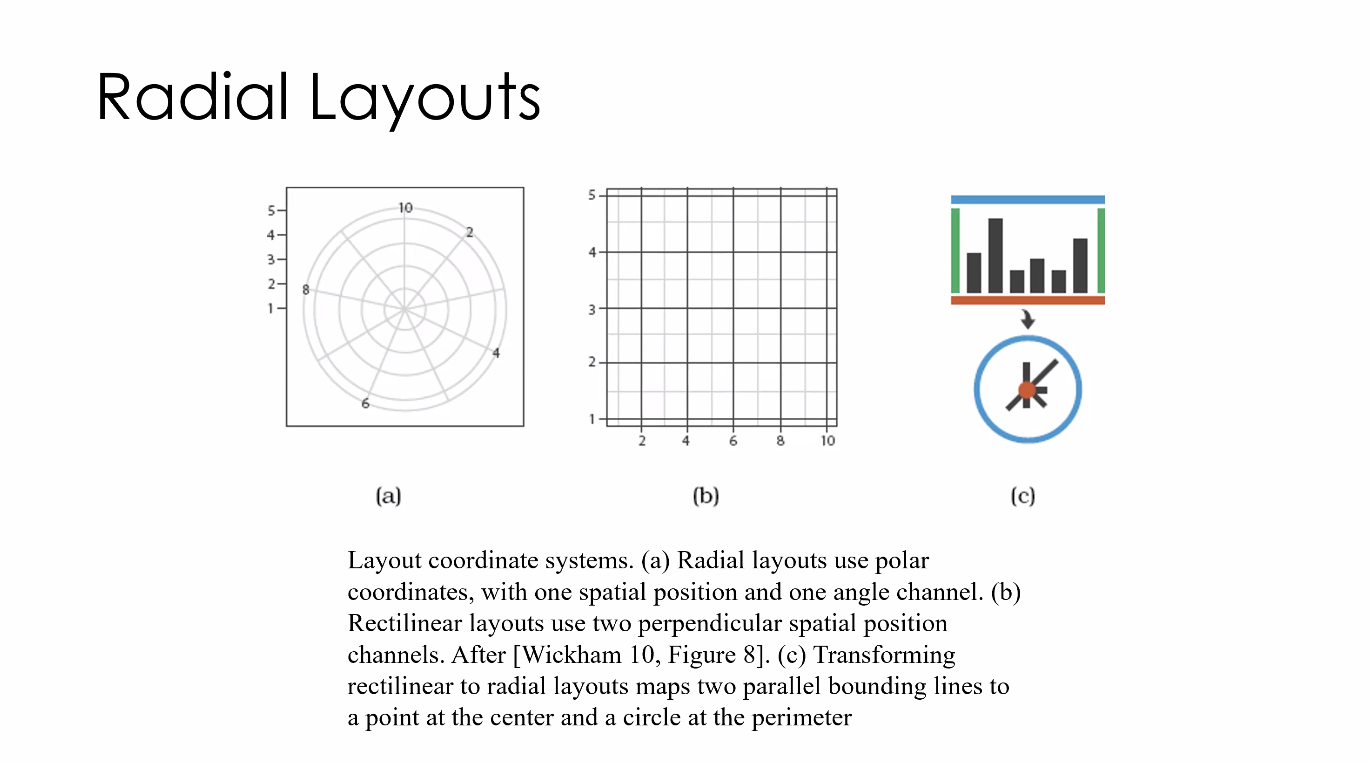 Radial Layouts
5
4
3
2
1
10
2
8
4
6
5
4
3
2
1
2 4 6 8 10
(a) (b) (c)
Layout coordinate systems. (a) Radial layouts use polar
coordinates, with one spatial position and one angle channel. (b)
Rectilinear layouts use two perpendicular spatial position
channels. After [Wickham 10, Figure 8]. (c) Transforming
rectilinear to radial layouts maps two parallel bounding lines to
a point at the center and a circle at the perimeter